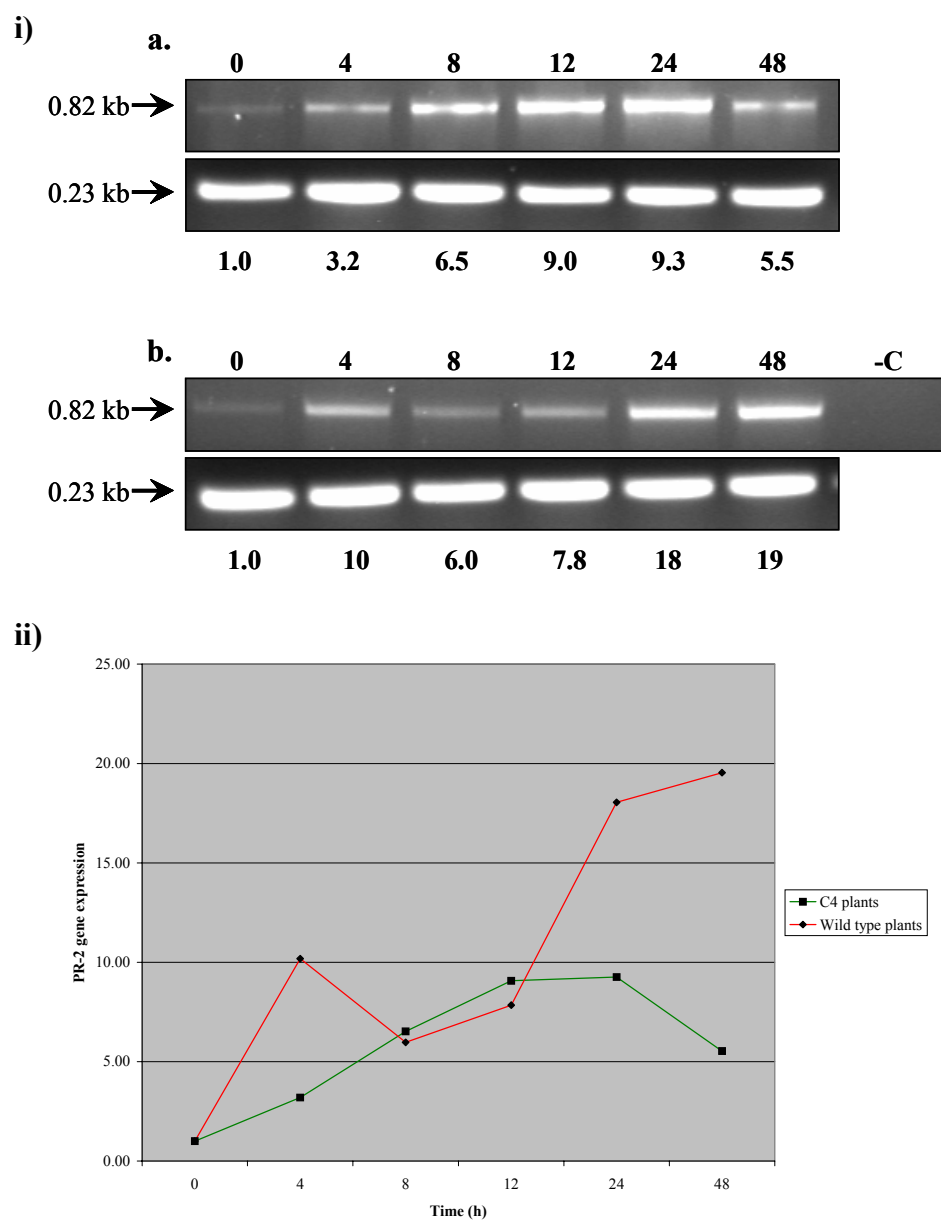 i)
a.
0 4 8 12 24 48
0.82 kb
0.23 kb
1.0 3.2 6.5 9.0 9.3 5.5
b.
0 4 8 12 24 48 -C
0.82 kb
0.23 kb
1.0 10 6.0 7.8 18 19
ii)
25.00
20.00
15.00
10.00
5.00
0.00
PR-2 gene expression
0 4 8 12 24 48
Time (h)
C4 plants
Wild type plants